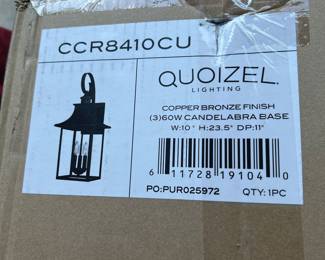 CCR8410CU
QUOIZEL
LIGHTING
COPPER BRONZE FINISH
(3)60W CANDELABRA BASE
W:10" H:23.5" DP:11"
6 11728 19104 0
PO:PUR025972 QTY: 1PC